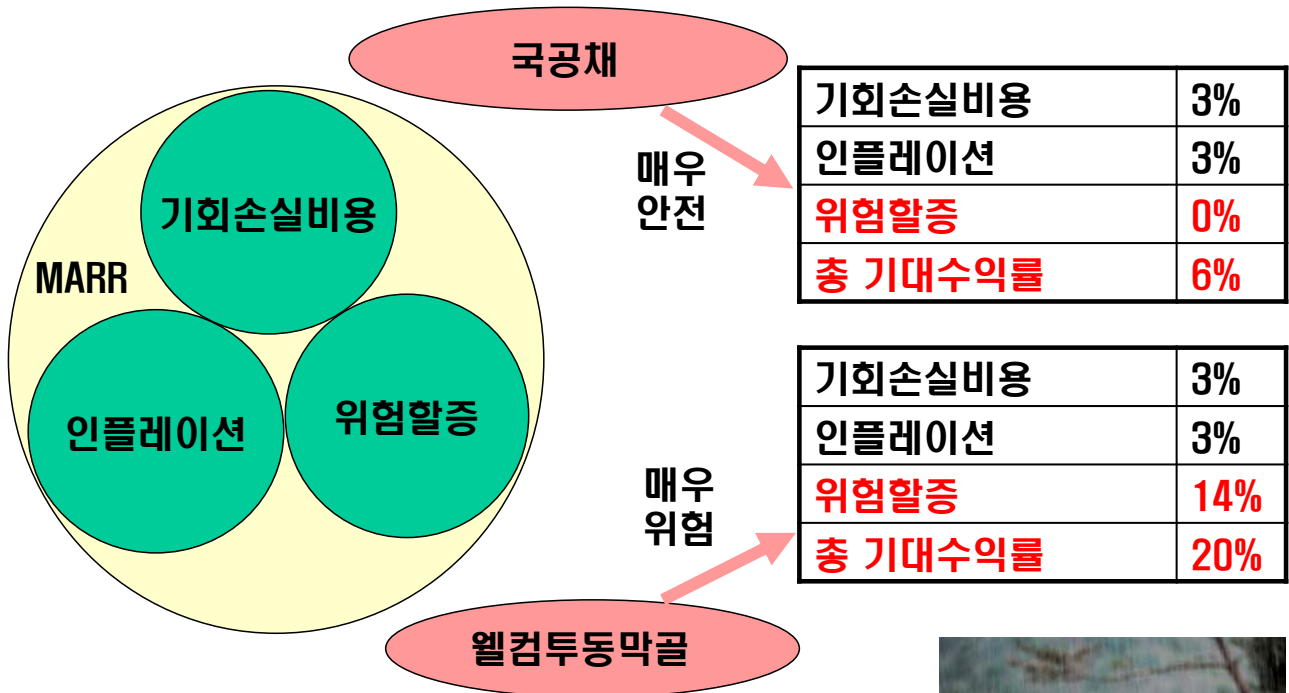 국공채
기회손실비용 3%
인플레이션 3%
위험할증 0%
총 기대수익률 6%
매우
안전
기회손실비용
MARR
인플레이션
위험할증
기회손실비용 3%
인플레이션 3%
위험할증 14%
총 기대수익률 20%
매우
위험
웰컴투동막골